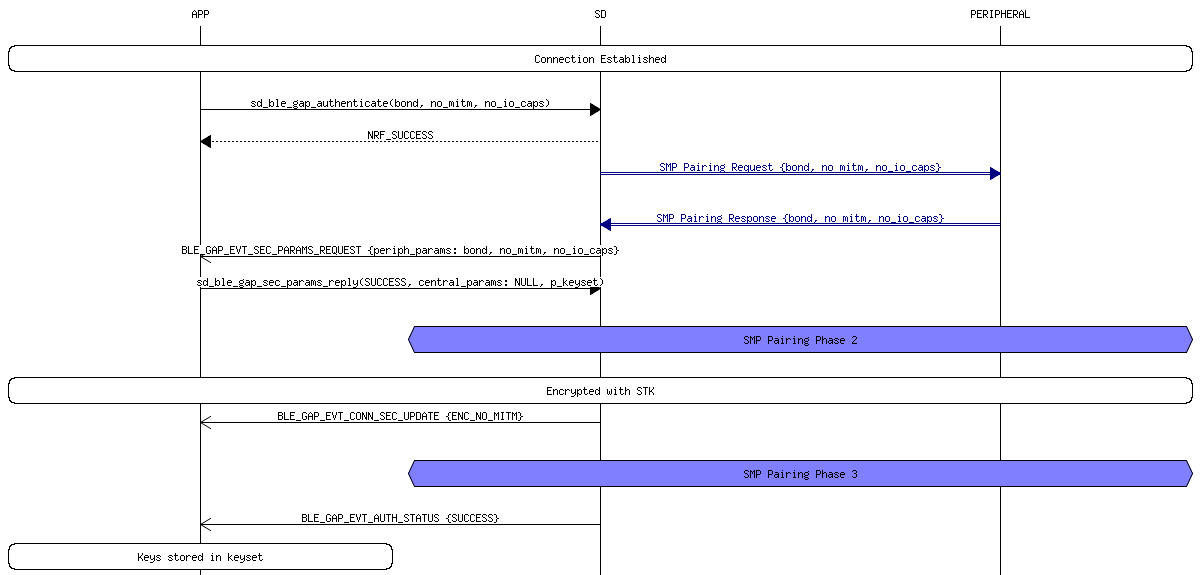 APP SD PERIPHERAL
Connection Established
sd_ble_gap_authenticate(bond, no_mitm, no_io_caps)
NRF_SUCCESS
SMP Pairing Request {bond, no mitm, no_io_caps}
SMP Pairing Response {bond, no mitm, no_io_caps}
BLE_GAP_EVT_SEC_PARAMS_REQUEST {periph_params: bond, no_mitm, no_io_caps}
sd_ble_gap_sec_params_reply(SUCCESS, central_params: NULL, p_keyset)
SMP Pairing Phase 2
Encrypted with STK
BLE_GAP_EVT_CONN_SEC_UPDATE {ENC_NO_MITM}
SMP Pairing Phase 3
BLE_GAP_EVT_AUTH_STATUS {SUCCESS}
Keys stored in keyset